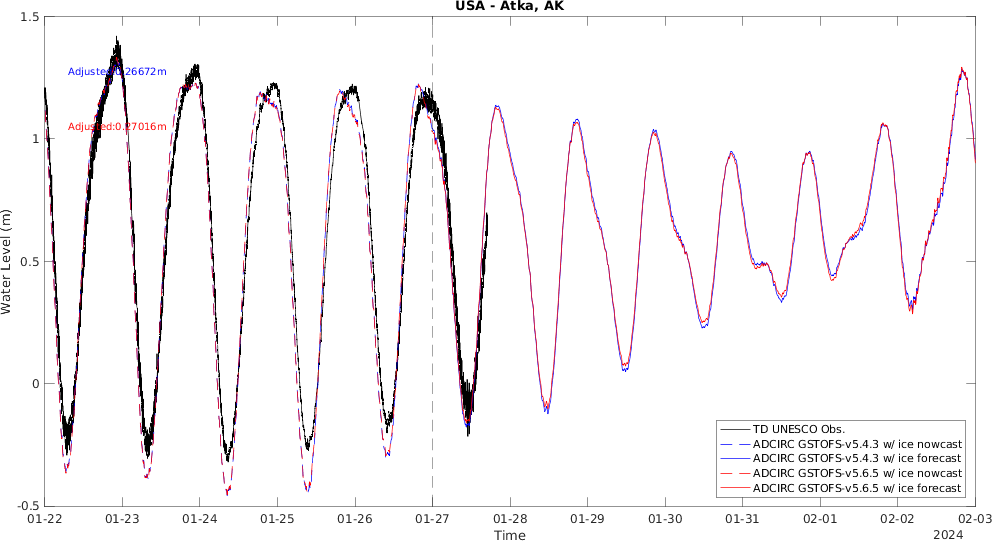 USA - Atka, AK
1.5
1
0.5
0
-0.5
Water Level (m)
Adjusted:0.26672m
Adjusted:0.27016m
TD UNESCO Obs.
ADCIRC GSTOFS-v5.4.3 w/ ice nowcast
ADCIRC GSTOFS-v5.4.3 w/ ice forecast
ADCIRC GSTOFS-v5.6.5 w/ ice nowcast
ADCIRC GSTOFS-v5.6.5 w/ ice forecast
01-22 01-23 01-24 01-25 01-26 01-27 01-28 01-29 01-30 01-31 02-01 02-02 02-03
Time
2024